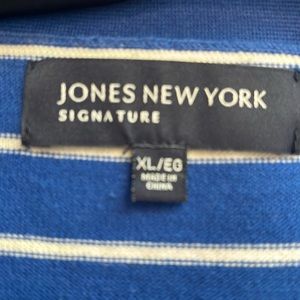 JONES NEW YORK
SIGNATURE
XL/EG
MADE IN
CHINA